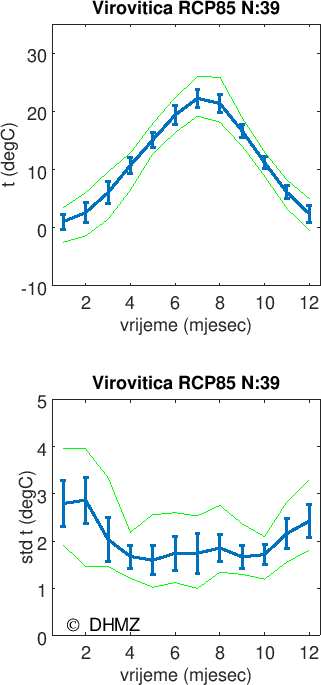 Virovitica RCP85 N:39
t (degC)
30
20
10
0
-10
2 4 6 8 10 12
vrijeme (mjesec)
Virovitica RCP85 N:39
std t (degC)
5
4
3
2
1
0
© DHMZ
2 4 6 8 10 12
vrijeme (mjesec)